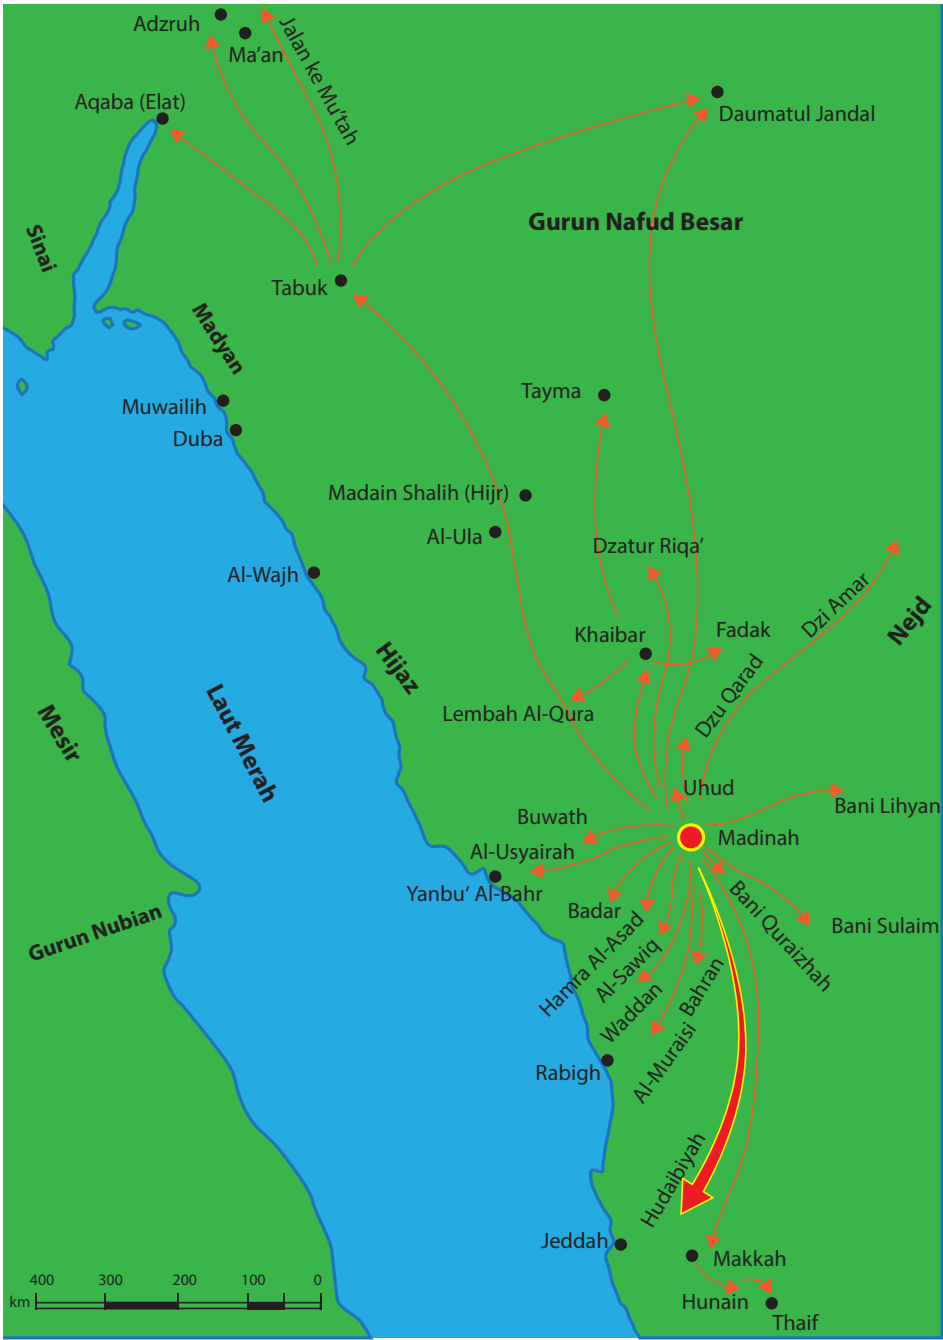 Adzruh
Ma’an
Jalan ke Mu’tah
Aqaba (Elat)
Daumatul Jandal
Gurun Nafud Besar
Sinai
Tabuk
Madyan
Tayma
Muwailih
Duba
Madain Shalih (Hijr)
Al-Ula
Dzatur Riqa’
Al-Wajh
Dzi Amar
Nejd
Khaibar
Fadak
Hijaz
Dzu Qarad
Lembah Al-Qura
Laut Merah
Mesir
Uhud
Bani Lihyan
Buwath
Madinah
Al-Usyairah
Yanbu‘ Al-Bahr
Badar
Bani Quraizhah
Bani Sulaim
Gurun Nubian
Hamra Al-Asad
Al-Sawiq
Waddan
Bahran
Al-Muraisi
Rabigh
Hudaibiyah
Jeddah
Makkah
Hunain
Thaif
400 300 200 100 0
km